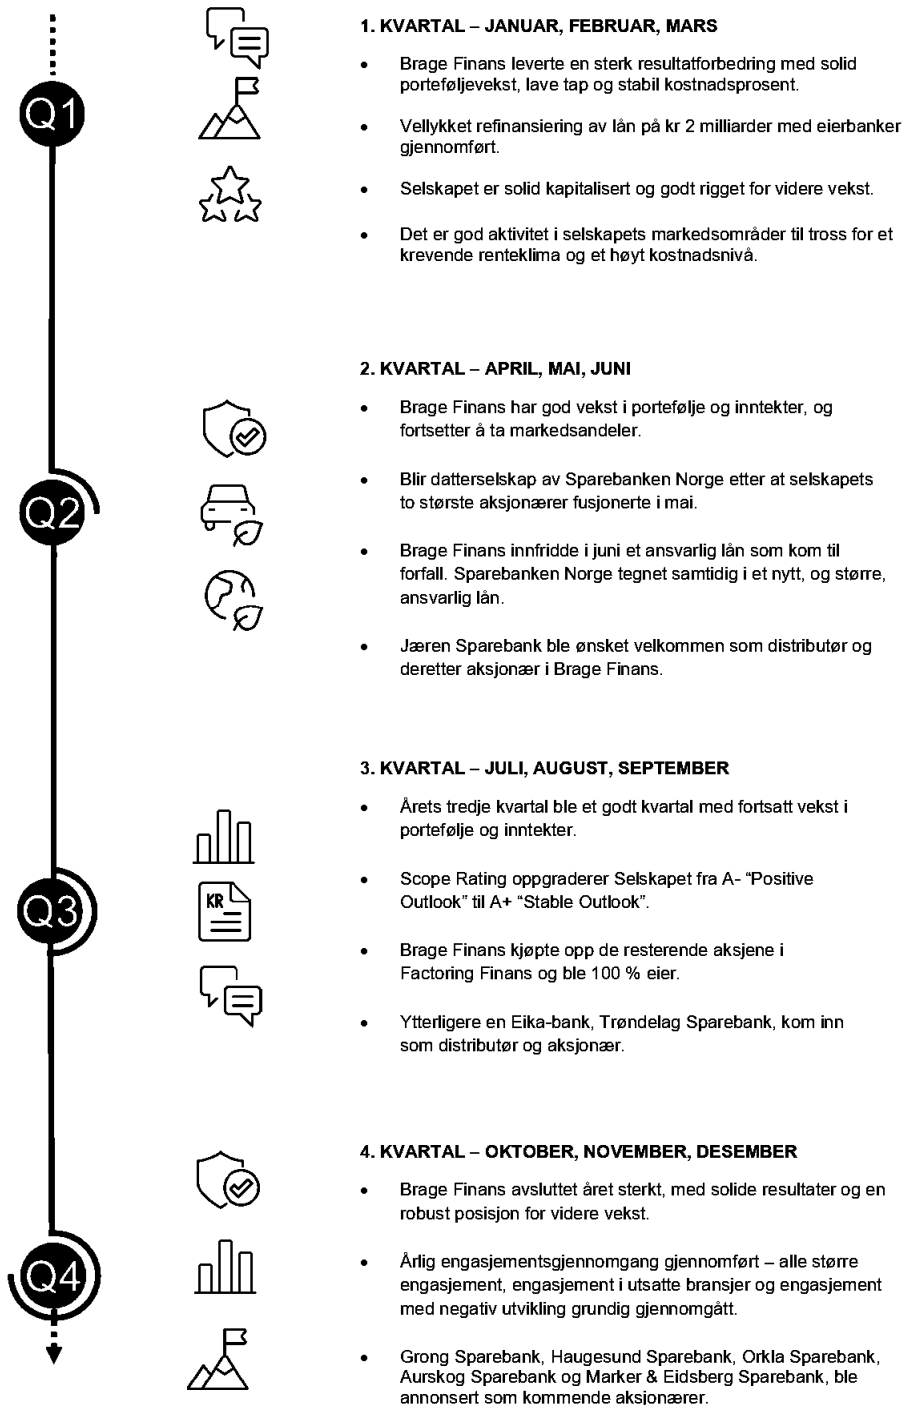 1. KVARTAL – JANUAR, FEBRUAR, MARS
Q1
• Brage Finans leverte en sterk resultatforbedring med solid
porteføljevekst, lave tap og stabil kostnadsprosent.
• Vellykket refinansiering av lån på kr 2 milliarder med eierbanker
gjennomført.
• Selskapet er solid kapitalisert og godt rigget for videre vekst.
• Det er god aktivitet i selskapets markedsområder til tross for et
krevende renteklima og et høyt kostnadsnivå.
2. KVARTAL – APRIL, MAI, JUNI
Q2
• Brage Finans har god vekst i portefølje og inntekter, og
fortsetter å ta markedsandeler.
• Blir datterselskap av Sparebanken Norge etter at selskapets
to største aksjonærer fusjonerte i mai.
• Brage Finans innfridde i juni et ansvarlig lån som kom til
forfall. Sparebanken Norge tegnet samtidig i et nytt, og større,
ansvarlig lån.
• Jæren Sparebank ble ønsket velkommen som distributør og
deretter aksjonær i Brage Finans.
3. KVARTAL – JULI, AUGUST, SEPTEMBER
Q3
KR
• Årets tredje kvartal ble et godt kvartal med fortsatt vekst i
portefølje og inntekter.
• Scope Rating oppgraderer Selskapet fra A- “Positive
Outlook” til A+ “Stable Outlook”.
• Brage Finans kjøpte opp de resterende aksjene i
Factoring Finans og ble 100 % eier.
• Ytterligere en Eika-bank, Trøndelag Sparebank, kom inn
som distributør og aksjonær.
4. KVARTAL – OKTOBER, NOVEMBER, DESEMBER
Q4
• Brage Finans avsluttet året sterkt, med solide resultater og en
robust posisjon for videre vekst.
• Årlig engasjementsgjennomgang gjennomført – alle større
engasjement, engasjement i utsatte bransjer og engasjement
med negativ utvikling grundig gjennomgått.
• Grong Sparebank, Haugesund Sparebank, Orkla Sparebank,
Aurskog Sparebank og Marker & Eidsberg Sparebank, ble
annonsert som kommende aksjonærer.